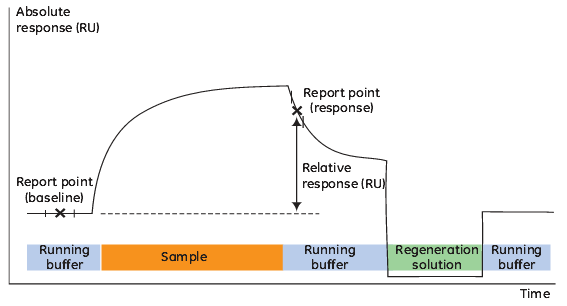 Absolute
response (RU)
Report point
(response)
Relative
response (RU)
Report point
(baseline)
Running
buffer
Sample
Running
buffer
Regeneration
solution
Running
buffer
Time